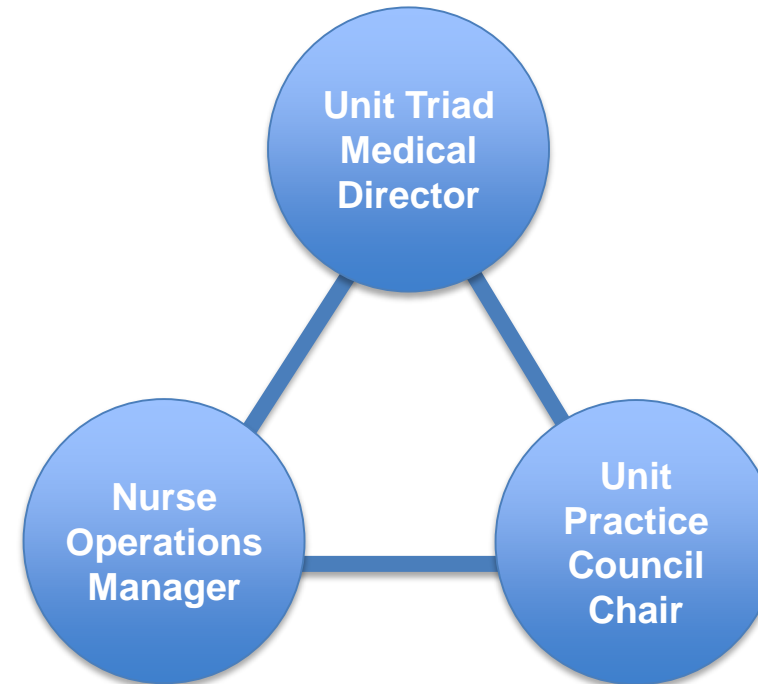 Unit Triad
Medical
Director
Nurse
Operations
Manager
Unit
Practice
Council
Chair